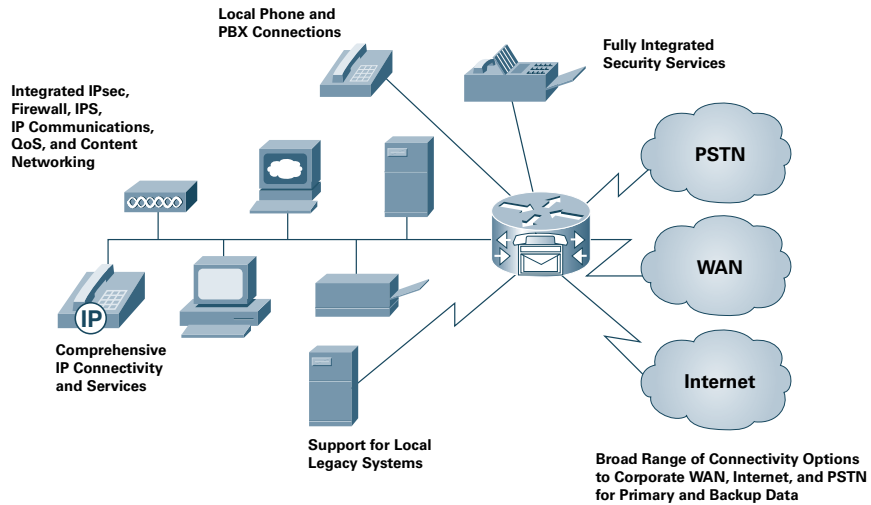 Local Phone and
PBX Connections
Fully Integrated
Security Services
Integrated IPsec,
Firewall, IPS,
IP Communications,
QoS, and Content
Networking
PSTN
WAN
IP
Comprehensive
IP Connectivity
and Services
Internet
Support for Local
Legacy Systems
Broad Range of Connectivity Options
to Corporate WAN, Internet, and PSTN
for Primary and Backup Data